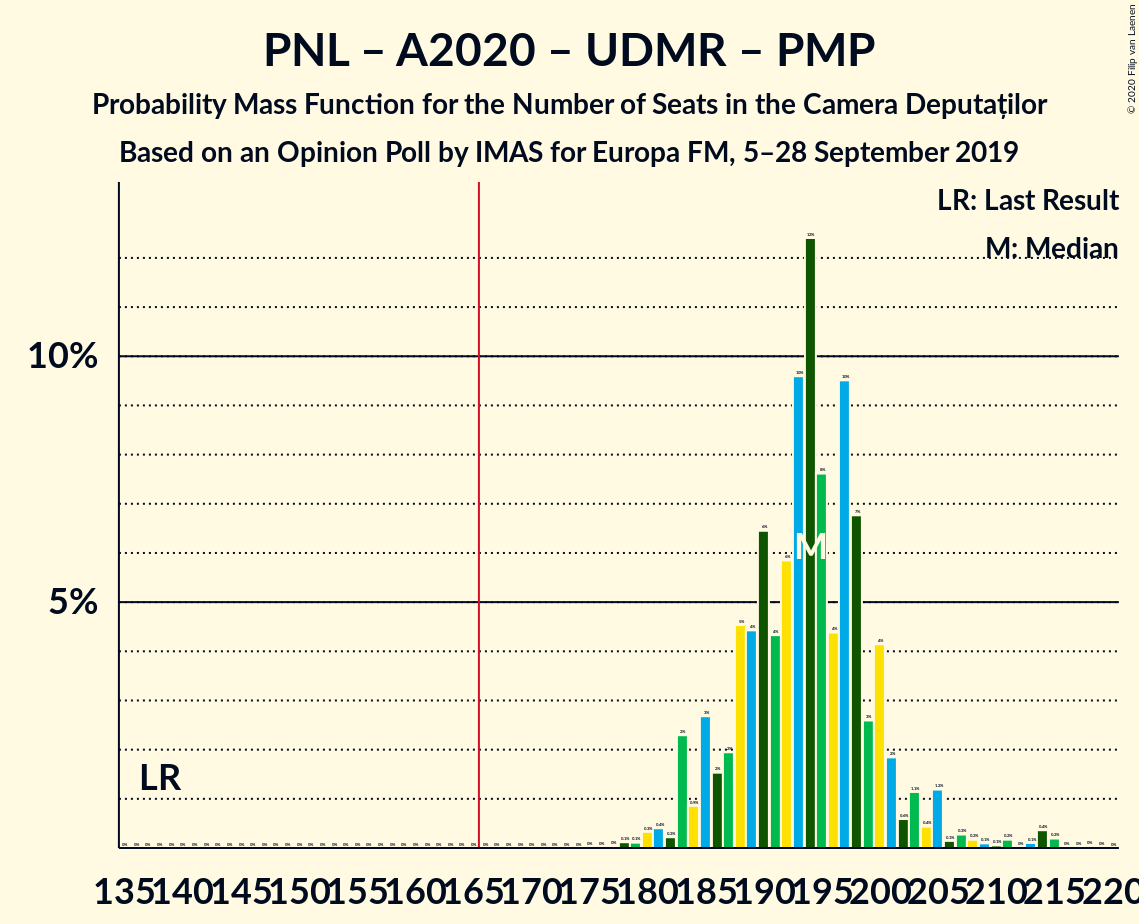 PNL – A2020 – UDMR – PMP
Probability Mass Function for the Number of Seats in the Camera Deputaților
Based on an Opinion Poll by IMAS for Europa FM, 5–28 September 2019
© 2020 Filip van Laenen
LR: Last Result
M: Median
10%
5%
LR
M
135 140 145 150 155 160 165 170 175 180 185 190 195 200 205 210 215 220